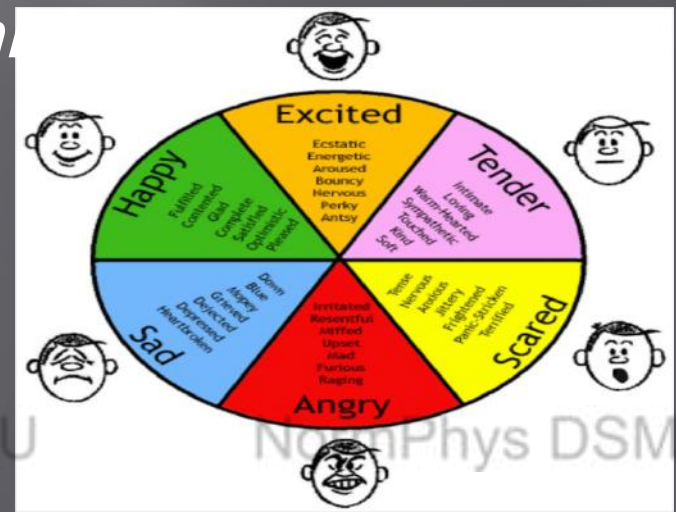 Excited
Ecstatic
Energetic
Aroused
Bouncy
Nervous
Perky
Antsy
Tender
Intimate
Loving
Warm-Hearted
Sympathetic
Touched
Kind
Soft
Scared
Tense
Nervous
Anxious
Jittery
Frightened
Panic Stricken
Terrified
Angry
Irritated
Resentful
Miffed
Upset
Mad
Furious
Raging
Sad
Down
Blue
Mopey
Grieved
Dejected
Depressed
Heartbroken
Happy
Fulfilled
Contented
Glad
Complete
Satisfied
Optimistic
Pleased
U NormPhys DSM